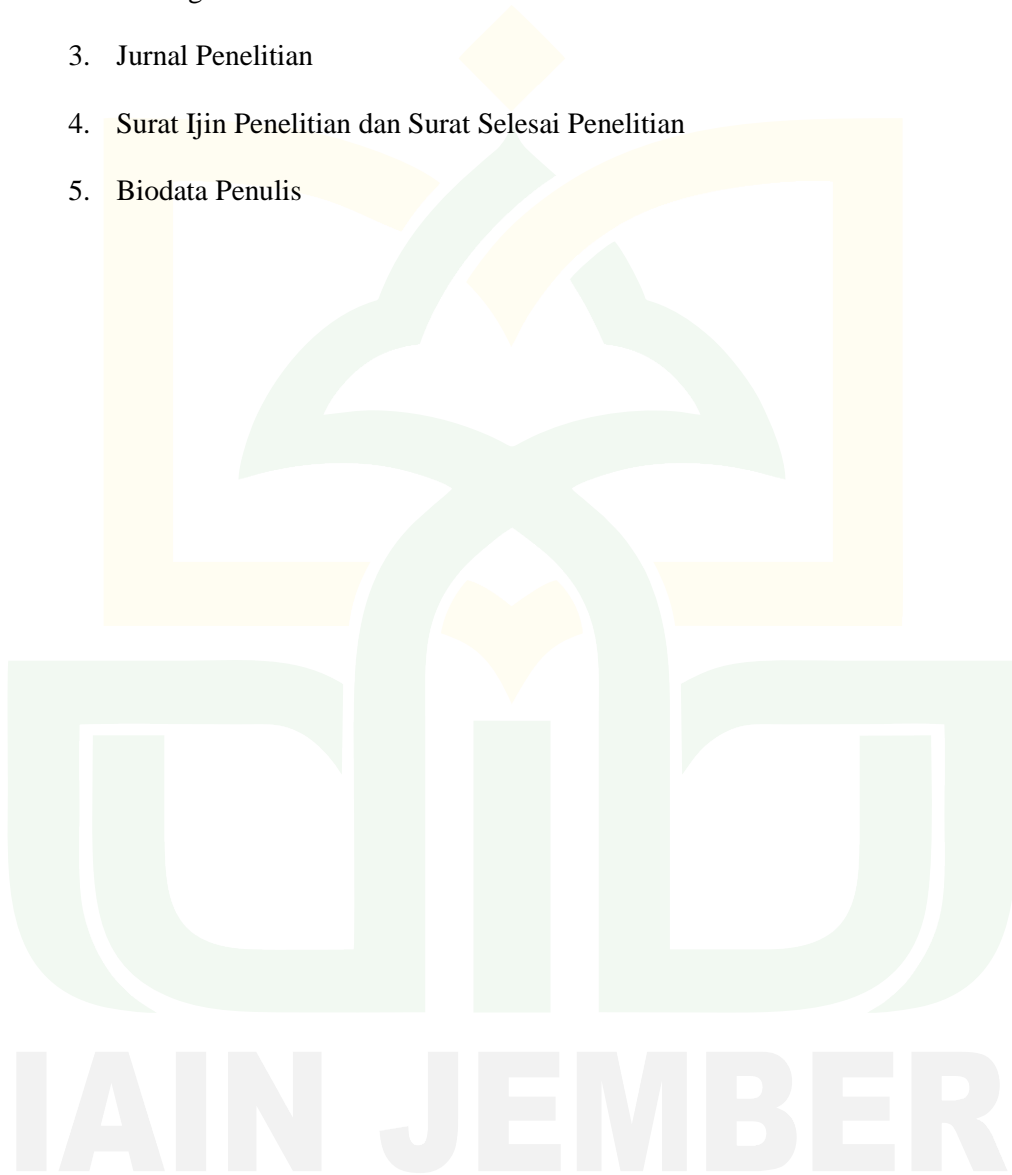 3. Jurnal Penelitian
4. Surat Ijin Penelitian dan Surat Selesai Penelitian
5. Biodata Penulis
IAIN JEMBER